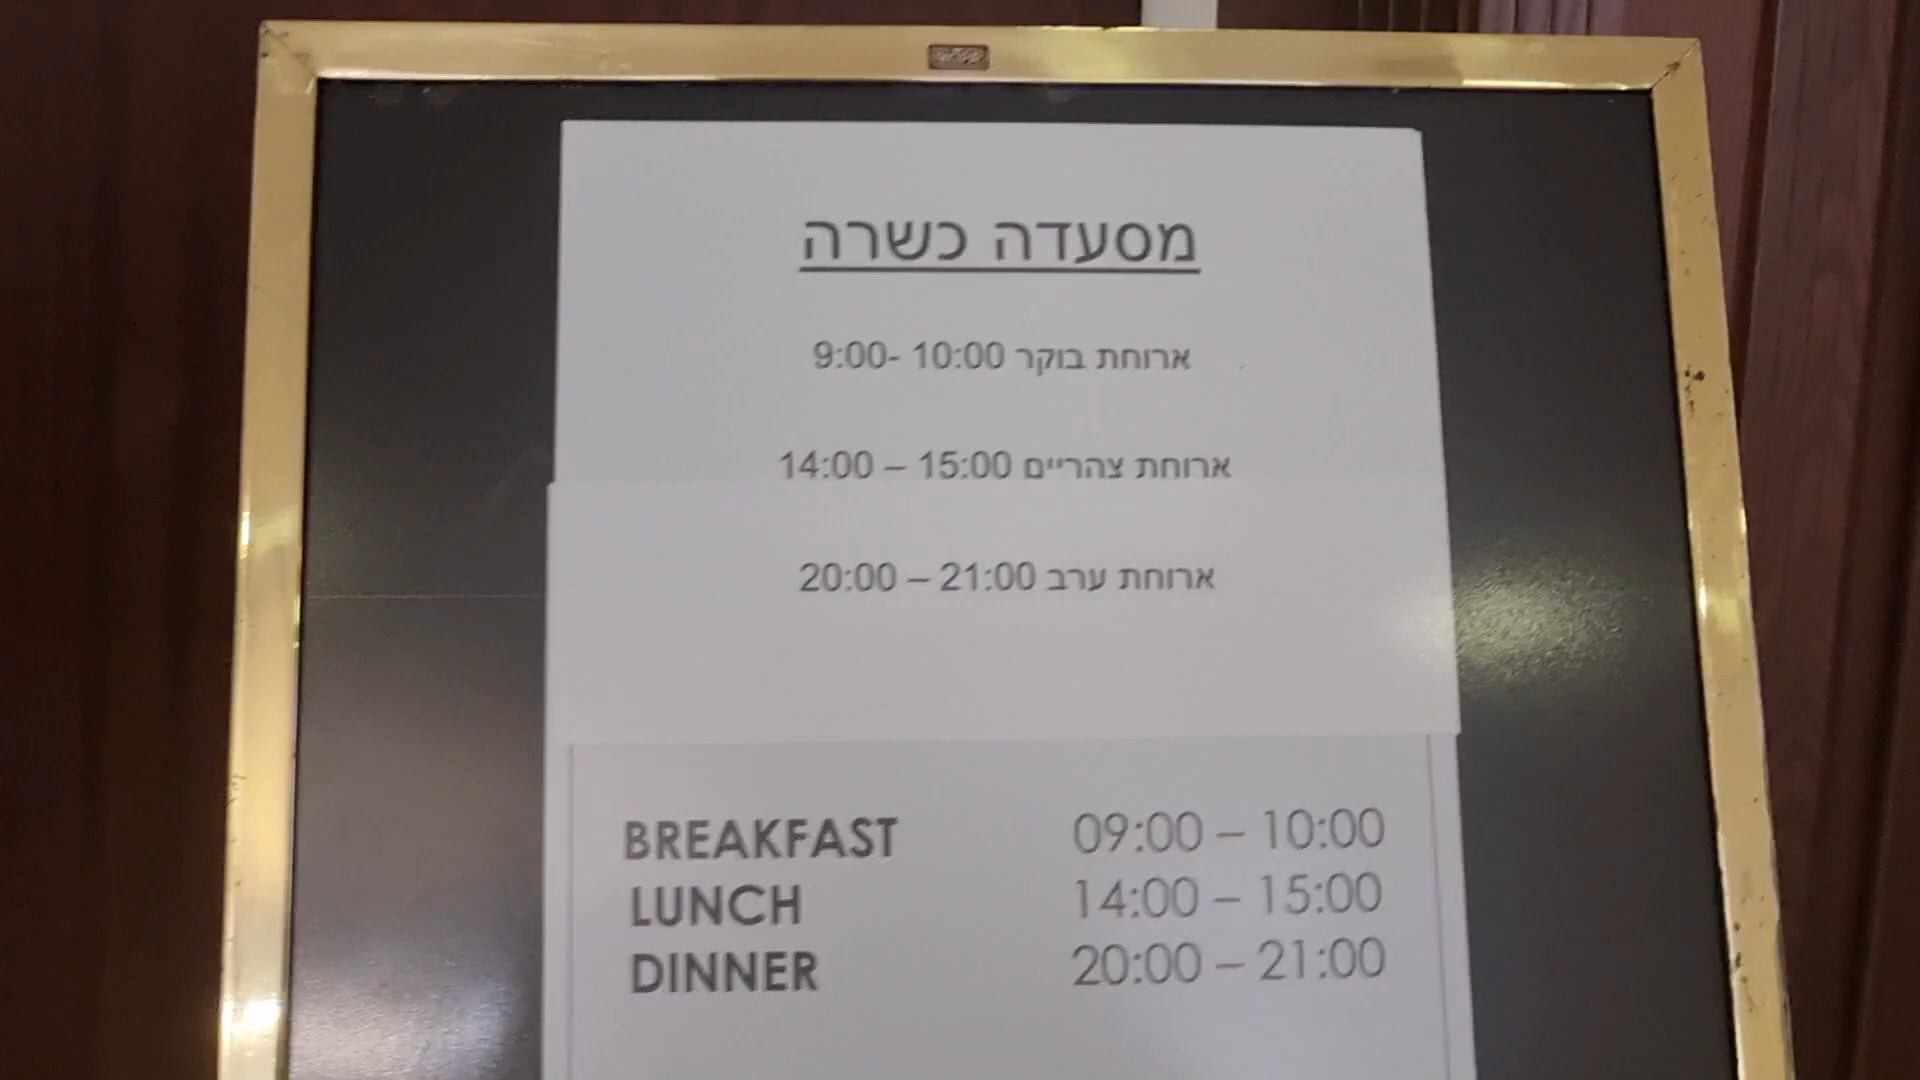 מסעדה כשרה
ארוחת בוקר 10:00 -9:00
ארוחת צהריים 15:00 – 14:00
ארוחת ערב 21:00 – 20:00
BREAKFAST 09:00 – 10:00
LUNCH 14:00 – 15:00
DINNER 20:00 – 21:00